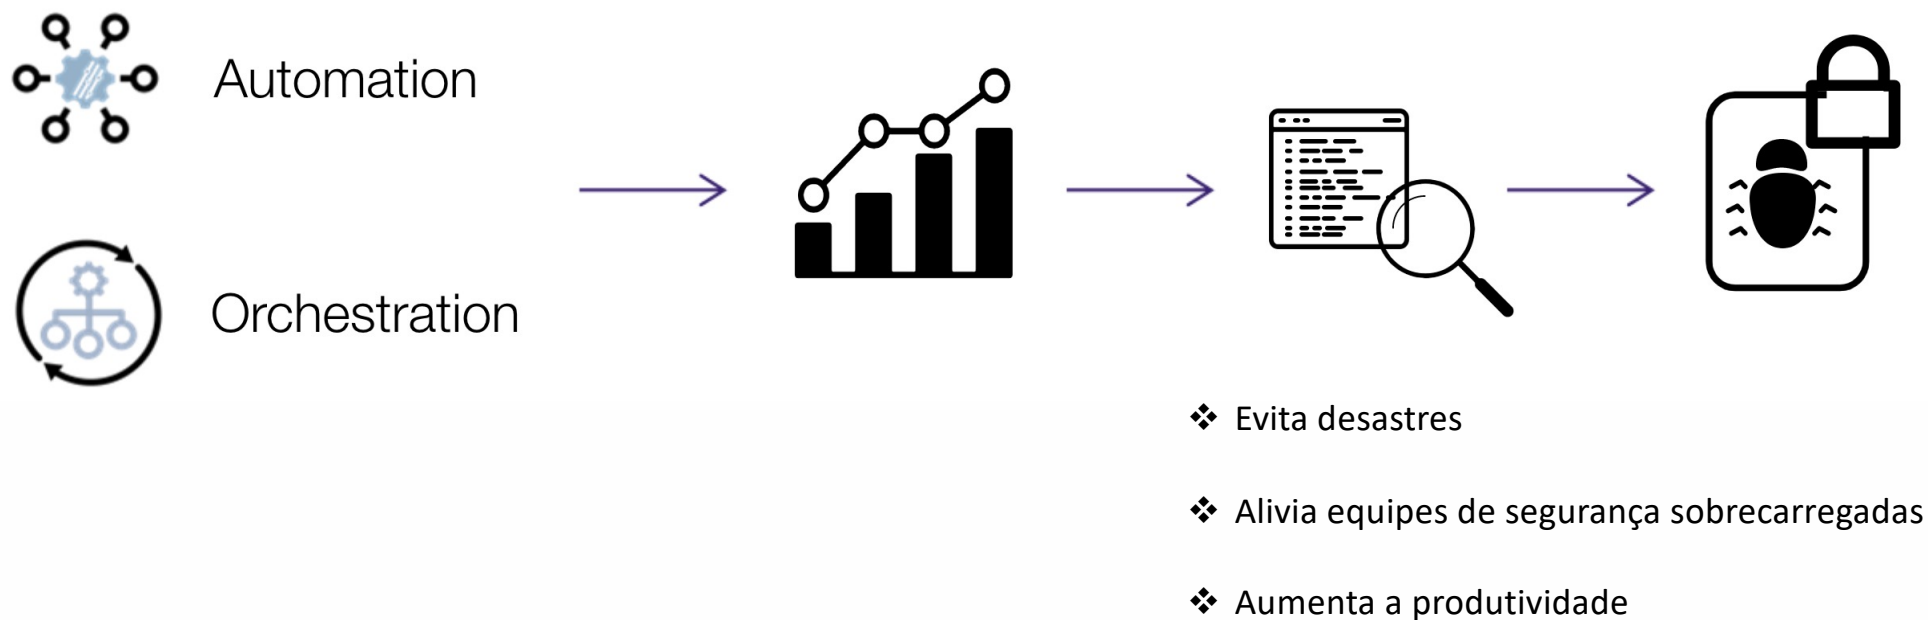 Automation
Orchestration
❖ Evita desastres
❖ Alivia equipes de segurança sobrecarregadas
❖ Aumenta a produtividade